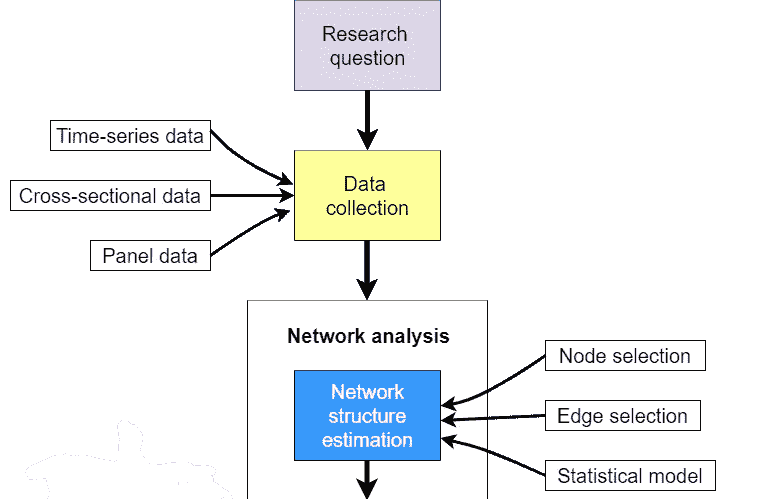 Research
question
Time-series data
Cross-sectional data
Panel data
Data
collection
Network analysis
Network
structure
estimation
Node selection
Edge selection
Statistical model